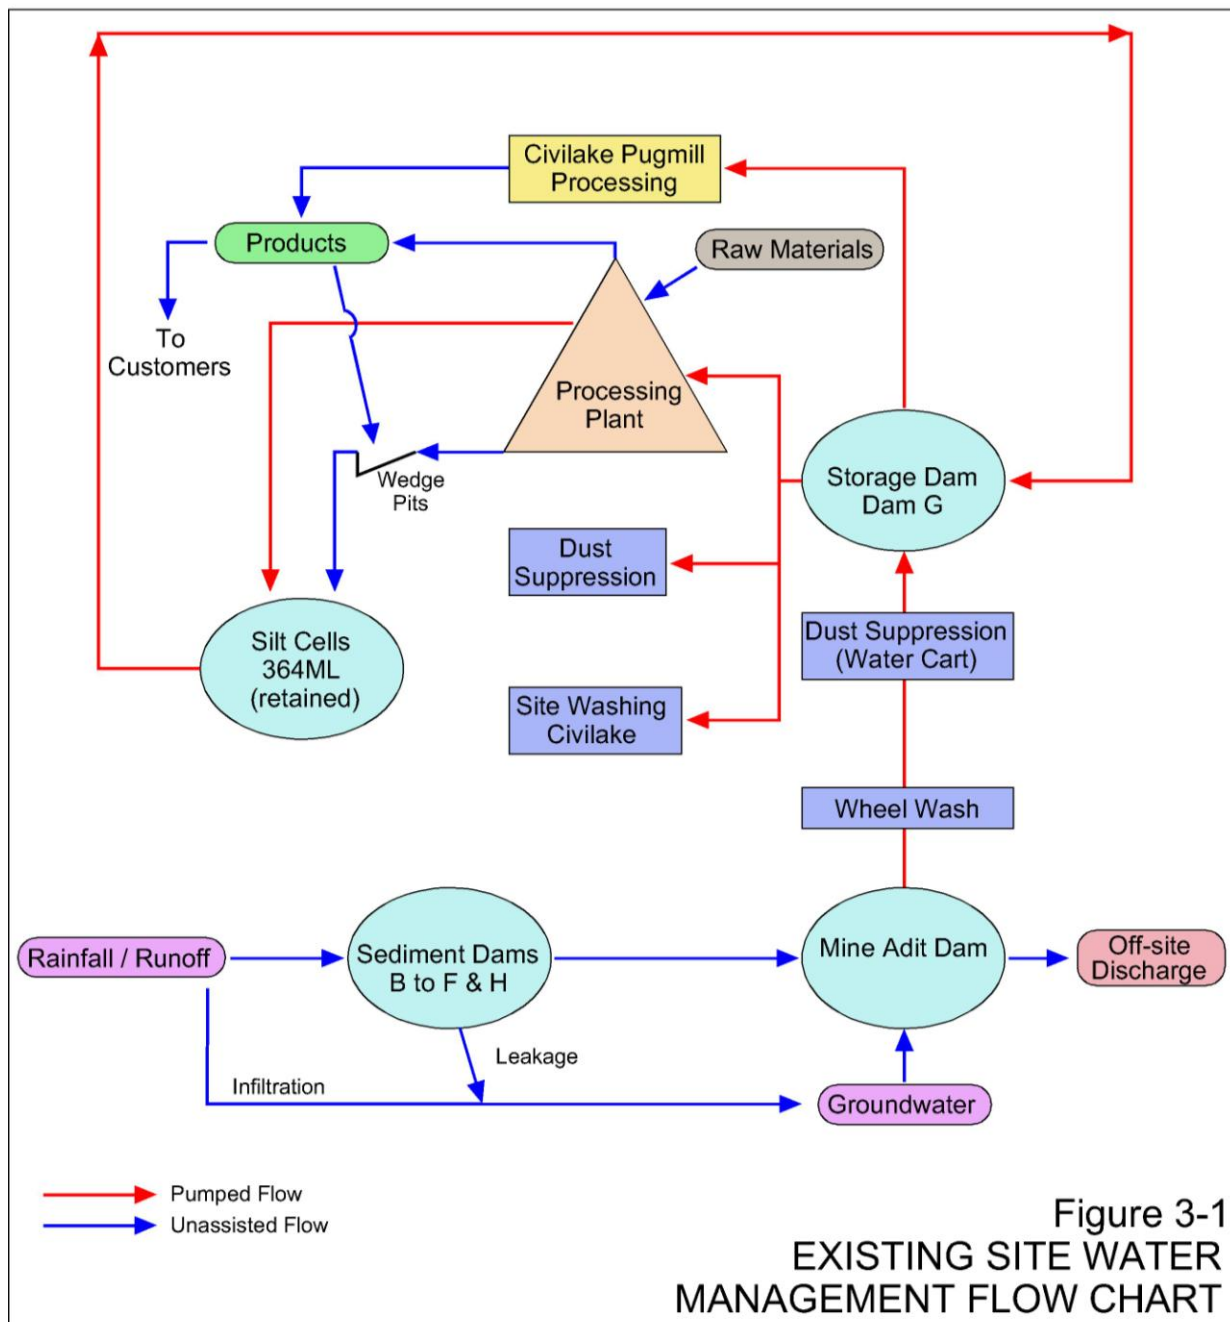 Civilake Pugmill
Processing
Products
Raw Materials
To
Customers
Processing
Plant
Wedge
Pits
Storage Dam
Dam G
Dust
Suppression
Silt Cells
364ML
(retained)
Dust Suppression
(Water Cart)
Site Washing
Civilake
Wheel Wash
Rainfall / Runoff
Sediment Dams
B to F & H
Mine Adit Dam
Off-site
Discharge
Leakage
Infiltration
Groundwater
Pumped Flow
Unassisted Flow
Figure 3-1
EXISTING SITE WATER
MANAGEMENT FLOW CHART